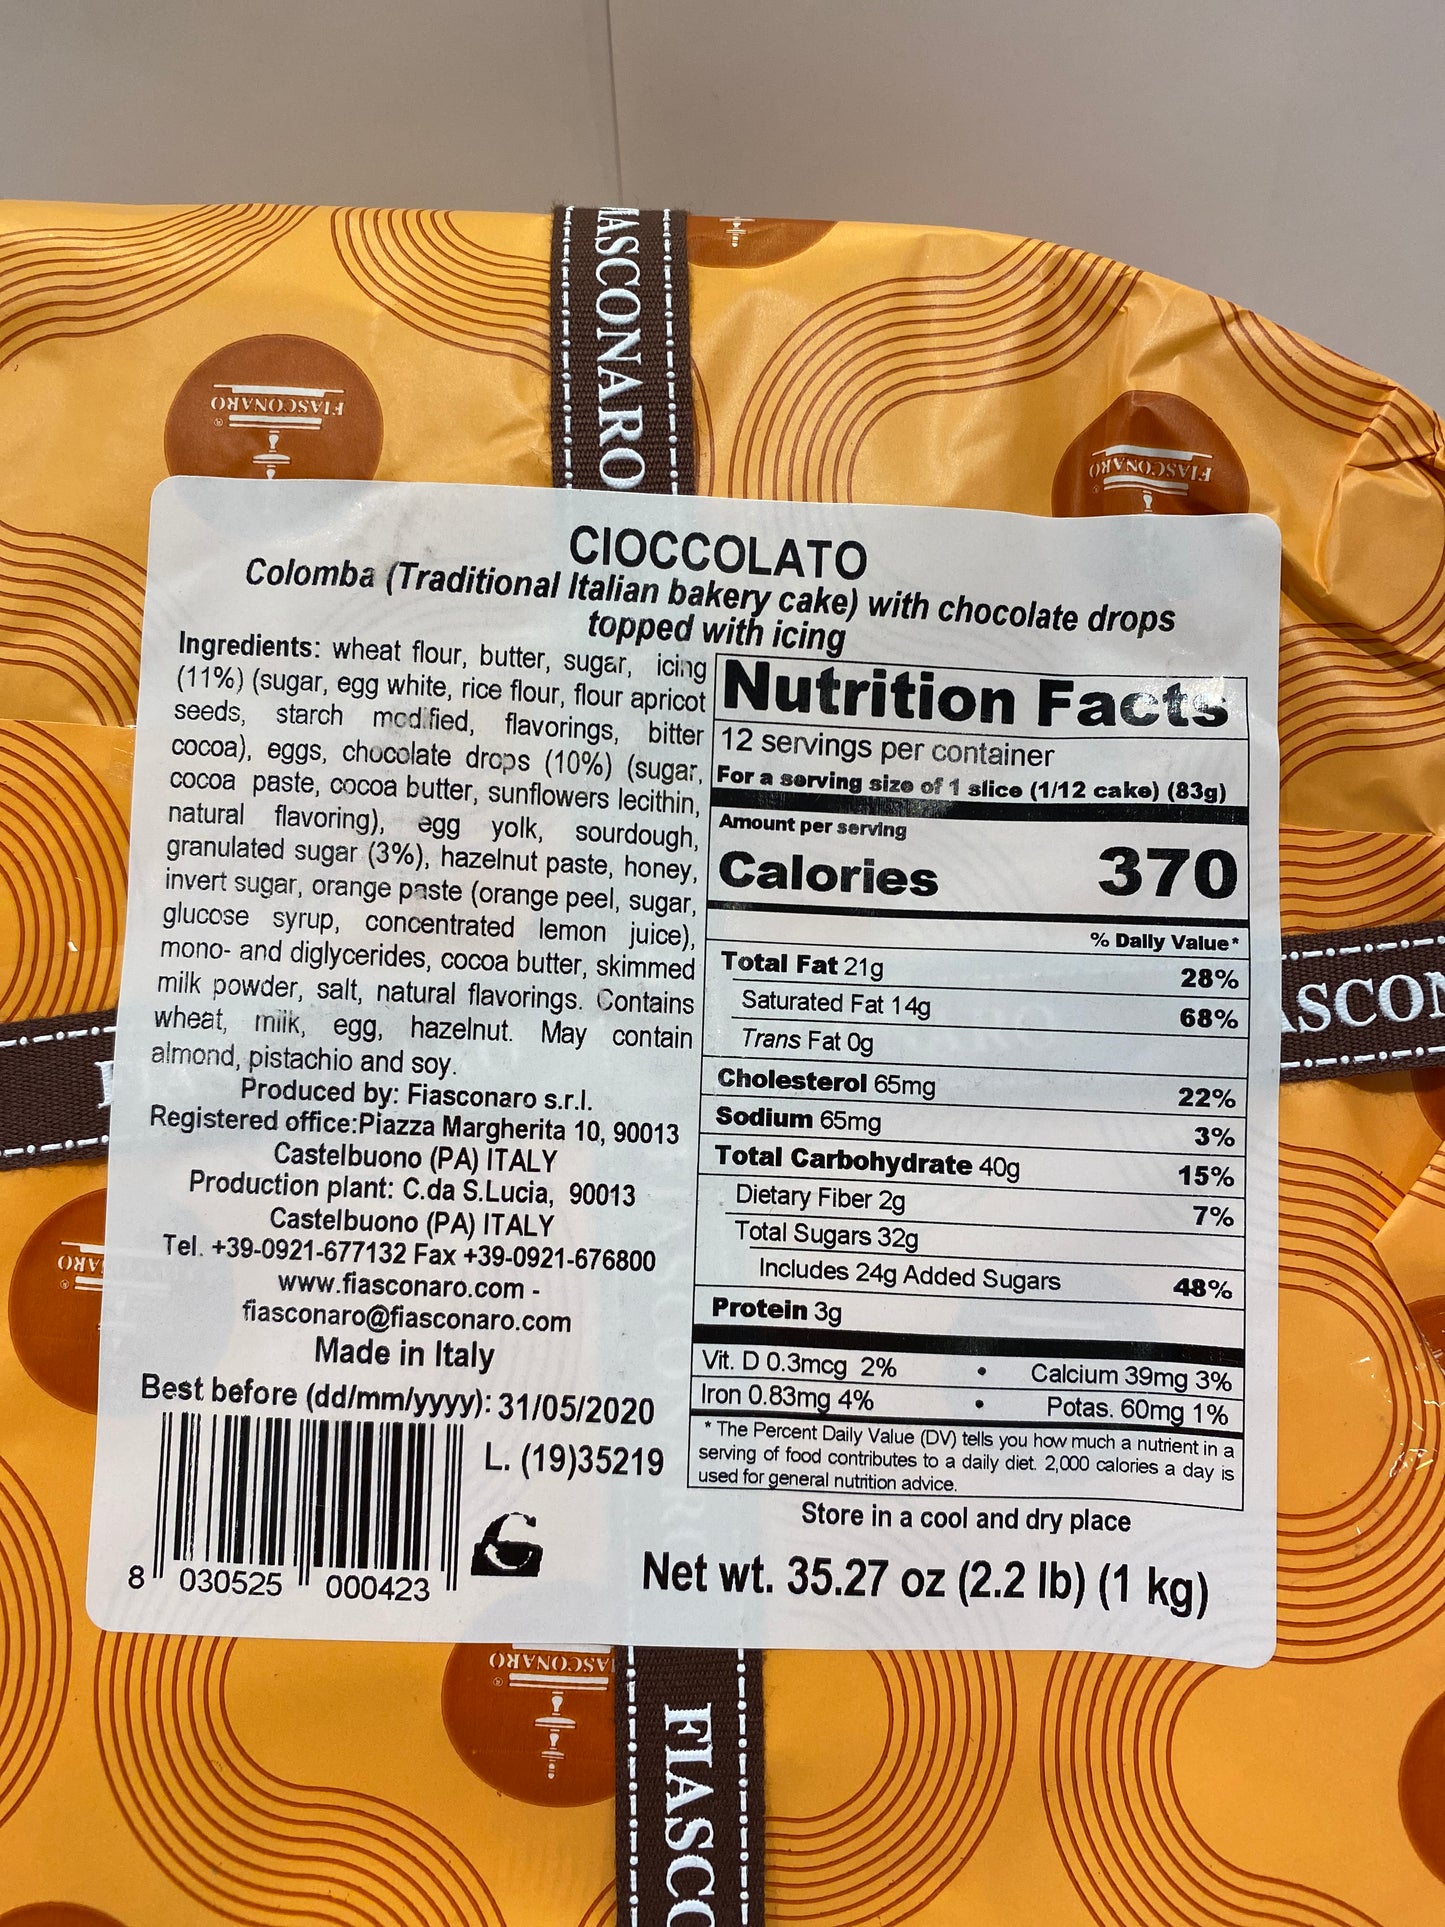 IASCONARO
FIASCONARO
FIASCONARO
CIOCCOLATO
Colomba (Traditional Italian bakery cake) with chocolate drops
topped with icing
Ingredients: wheat flour, butter, sugar, icing
(11%) (sugar, egg white, rice flour, flour apricot
seeds, starch modified, flavorings, bitter
cocoa), eggs, chocolate drops (10%) (sugar,
cocoa paste, cocoa butter, sunflowers lecithin,
natural flavoring), egg yolk, sourdough,
granulated sugar (3%), hazelnut paste, honey,
invert sugar, orange paste (orange peel, sugar,
glucose syrup, concentrated lemon juice),
mono- and diglycerides, cocoa butter, skimmed
milk powder, salt, natural flavorings. Contains
wheat, milk, egg, hazelnut. May contain
almond, pistachio and soy.
Produced by: Fiasconaro s.r.l.
Registered office:Piazza Margherita 10, 90013
Castelbuono (PA) ITALY
Production plant: C.da S.Lucia, 90013
Castelbuono (PA) ITALY
Tel. +39-0921-677132 Fax +39-0921-676800
www.fiasconaro.com -
fiasconaro@fiasconaro.com
Made in Italy
Best before (dd/mm/yyyy): 31/05/2020
L. (19)35219
8 030525 000423
Nutrition Facts
12 servings per container
For a serving size of 1 slice (1/12 cake) (83g)
Amount per serving
Calories 370
% Daily Value*
Total Fat 21g 28%
Saturated Fat 14g 68%
Trans Fat 0g
Cholesterol 65mg 22%
Sodium 65mg 3%
Total Carbohydrate 40g 15%
Dietary Fiber 2g 7%
Total Sugars 32g
Includes 24g Added Sugars 48%
Protein 3g
Vit. D 0.3mcg 2% • Calcium 39mg 3%
Iron 0.83mg 4% • Potas. 60mg 1%
* The Percent Daily Value (DV) tells you how much a nutrient in a
serving of food contributes to a daily diet. 2,000 calories a day is
used for general nutrition advice.
Store in a cool and dry place
Net wt. 35.27 oz (2.2 lb) (1 kg)
ASCON
ONARO
FIASCONARO
FIASCO